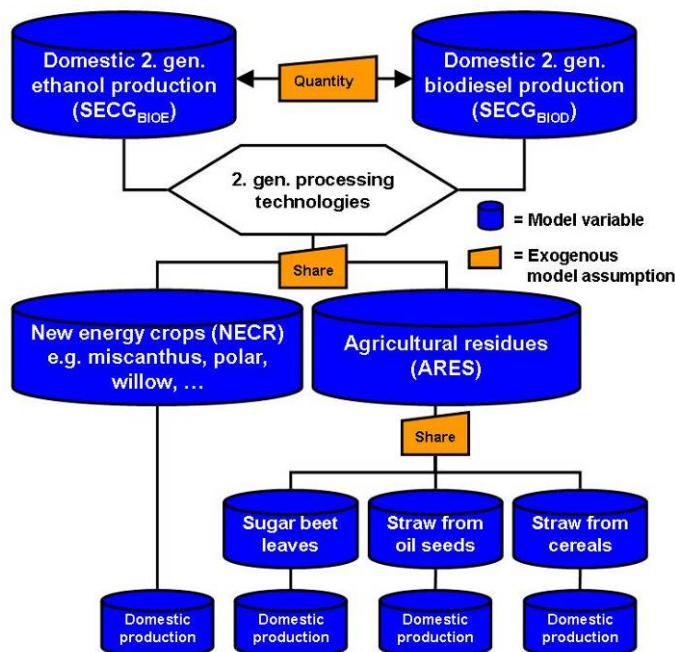 Domestic 2. gen.
ethanol production
(SECG_BIOE)
Quantity
Domestic 2. gen.
biodiesel production
(SECG_BIOD)
2. gen. processing
technologies
= Model variable
= Exogenous
model assumption
Share
New energy crops (NECR)
e.g. miscanthus, polar,
willow, …
Agricultural residues
(ARES)
Share
Sugar beet
leaves
Straw from
oil seeds
Straw from
cereals
Domestic
production
Domestic
production
Domestic
production
Domestic
production